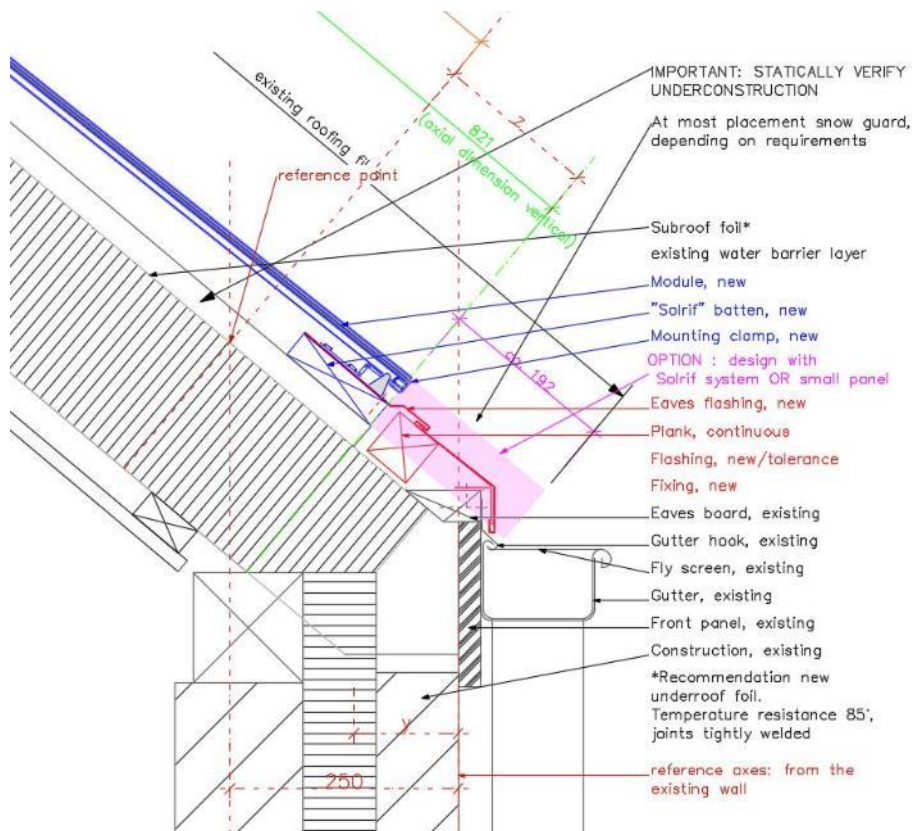 IMPORTANT: STATICALLY VERIFY
UNDERCONSTRUCTION
At most placement snow guard,
depending on requirements
existing roofing fi
821
(axial dimension vertical)
z
reference point
Subroof foil*
existing water barrier layer
Module, new
"Solrif" batten, new
Mounting clamp, new
OPTION : design with
Solrif system OR small panel
ca. 192
Eaves flashing, new
Plank, continuous
Flashing, new/tolerance
Fixing, new
Eaves board, existing
Gutter hook, existing
Fly screen, existing
Gutter, existing
Front panel, existing
Construction, existing
*Recommendation new
underroof foil.
Temperature resistance 85°,
joints tightly welded
y
250
reference axes: from the
existing wall